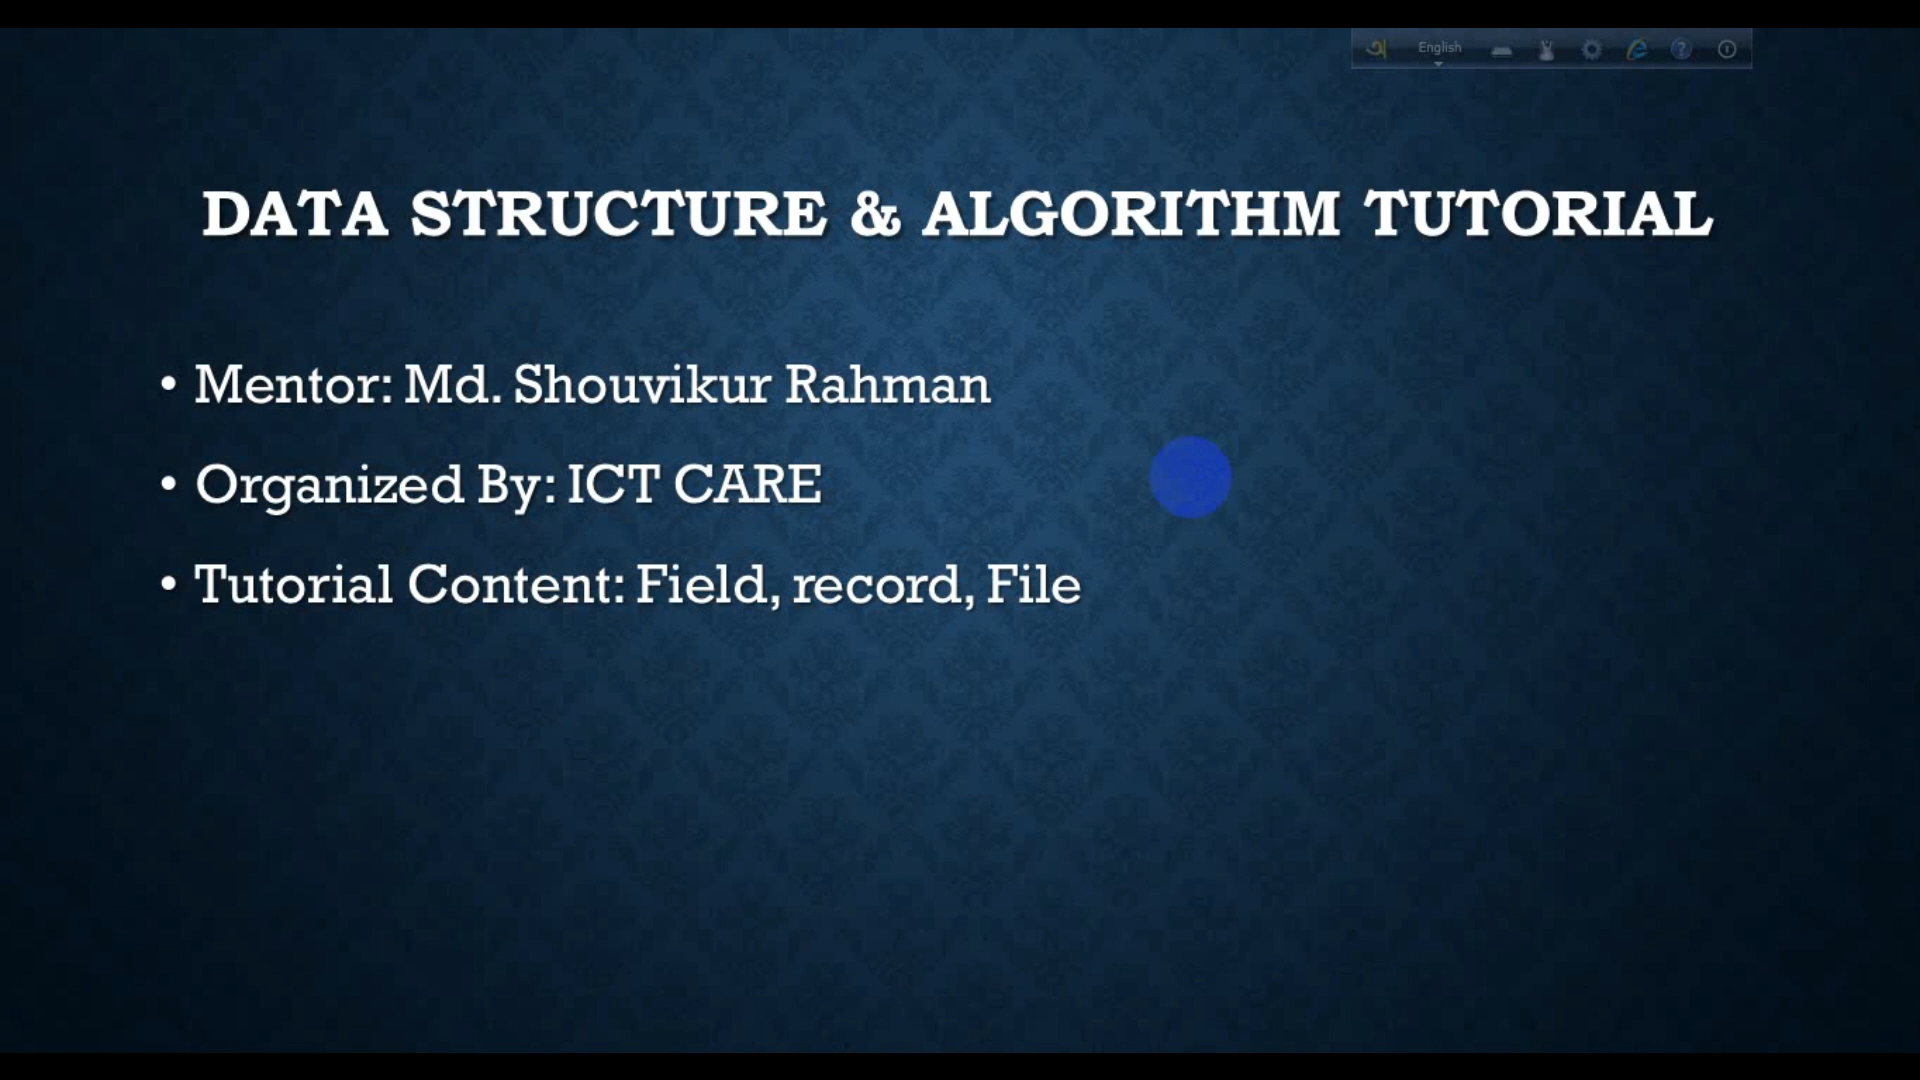 অ English
DATA STRUCTURE & ALGORITHM TUTORIAL
• Mentor: Md. Shouvikur Rahman
• Organized By: ICT CARE
• Tutorial Content: Field, record, File